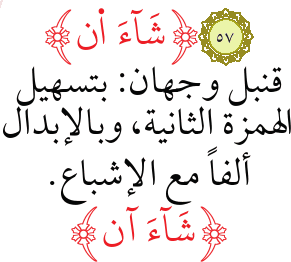 ٥٧ ﴿شَآءَ اَ۬ن﴾
قنبل وجهان: بتسهيل
الهمزة الثانية، وبالإبدال
ألفاً مع الإشباع.
﴿شَآءَ آن﴾